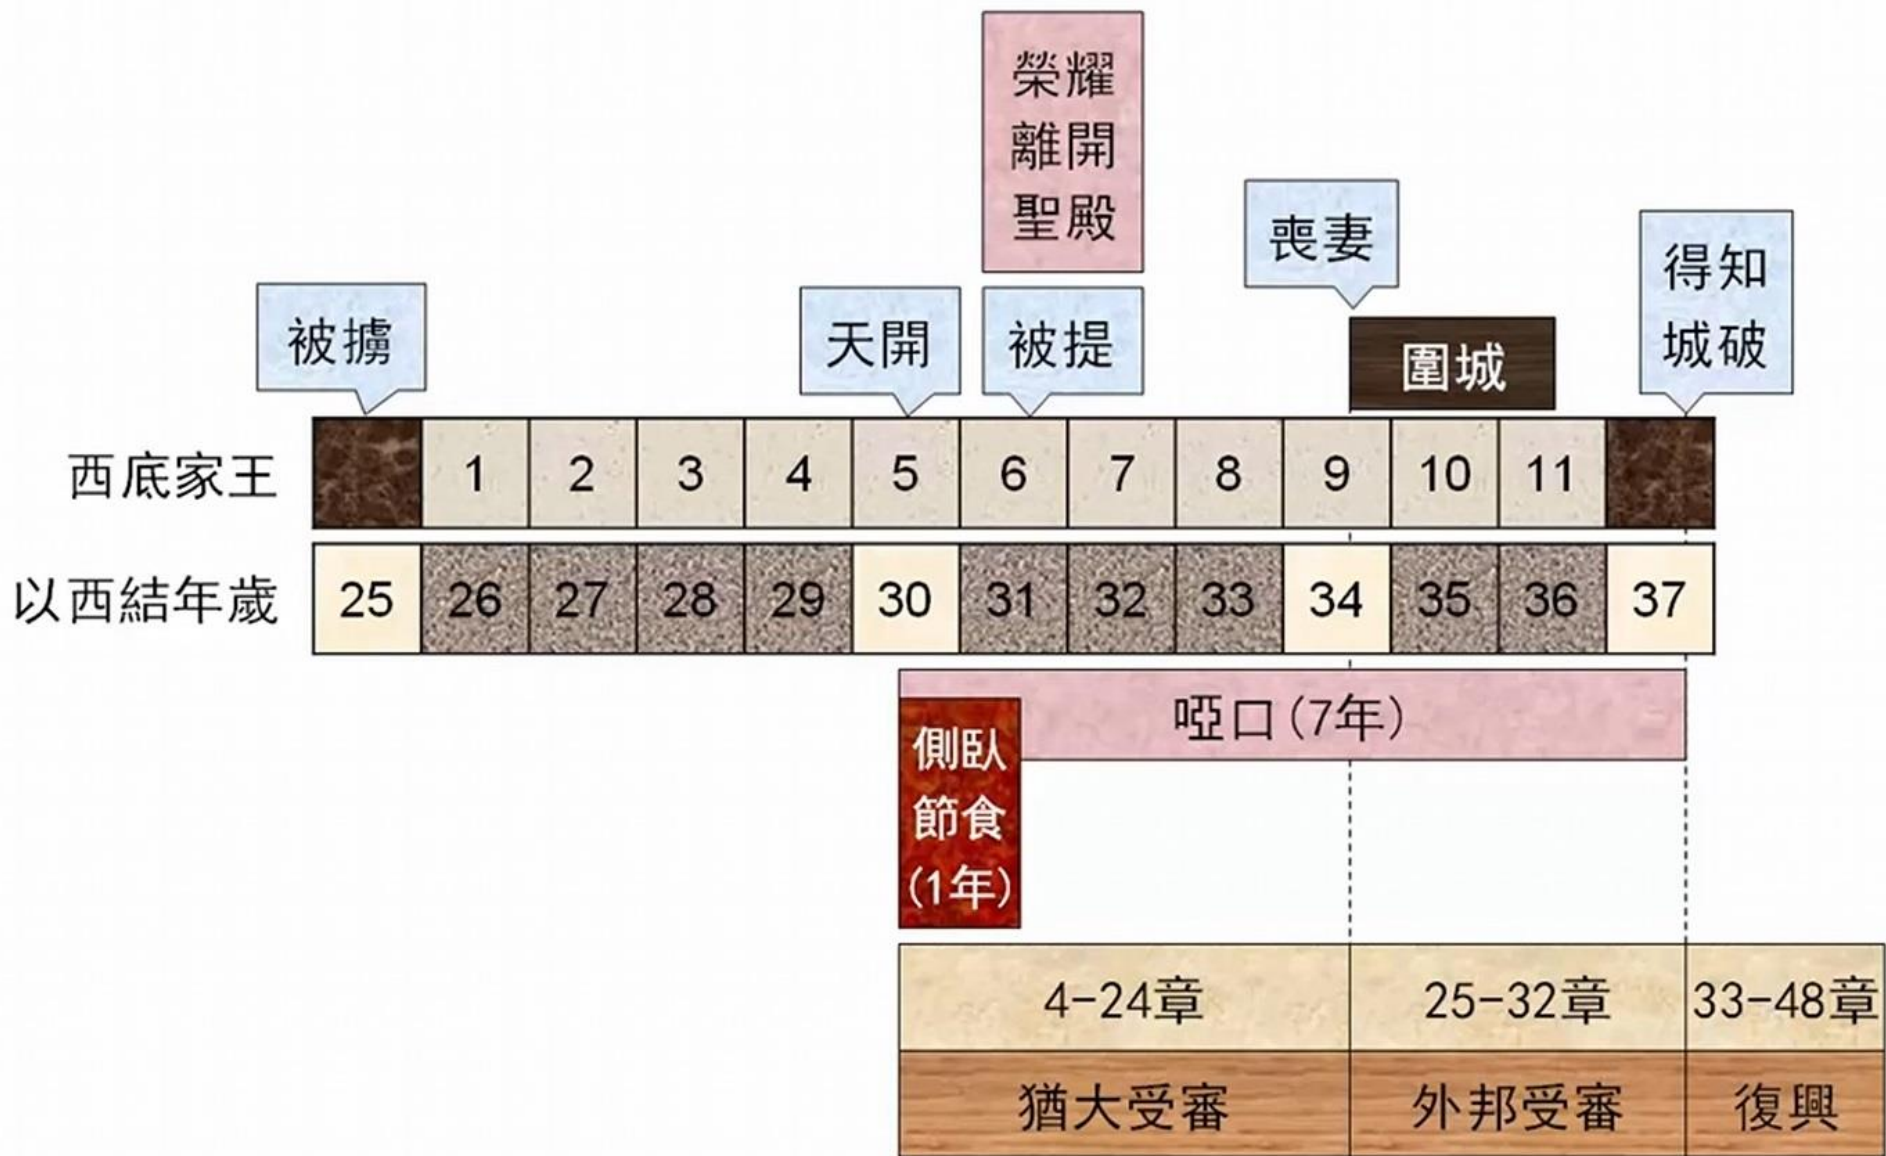 榮耀
離開
聖殿
喪妻
得知
城破
被擄
天開
被提
圍城
西底家王 1 2 3 4 5 6 7 8 9 10 11
以西結年歲 25 26 27 28 29 30 31 32 33 34 35 36 37
啞口(7年)
側臥
節食
(1年)
4-24章 25-32章 33-48章
猶大受審 外邦受審 復興